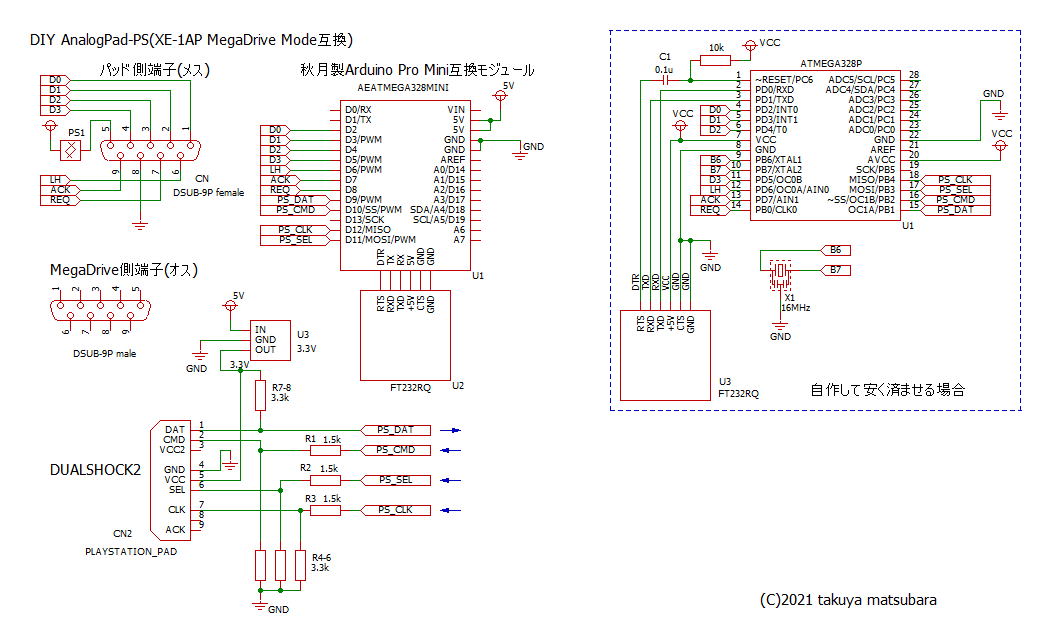 DIY AnalogPad-PS(XE-1AP MegaDrive Mode互換)
パッド側端子(メス)
D0
D1
D2
D3
PS1
5 4 3 2 1
9 8 7 6
CN
DSUB-9P female
LH
ACK
REQ
秋月製Arduino Pro Mini互換モジュール
AEATMEGA328MINI
5V
D0/RX
D1/TX
D0 D2
D1 D3/PWM
D2 D4
D3 D5/PWM
LH D6/PWM
ACK D7
REQ D8
PS_DAT D9/PWM
PS_CMD D10/SS/PWM
D13/SCK
PS_CLK D12/MISO
PS_SEL D11/MOSI/PWM
VIN
5V
5V
GND
GND
GND
AREF
A0/D14
A1/D15
A2/D16
A3/D17
SDA/A4/D18
SCL/A5/D19
A6
A7
DTR TX RX 5V GND GND
U1
RTS RXD TXD +5V CTS GND
FT232RQ
U2
MegaDrive側端子(オス)
1 2 3 4 5
6 7 8 9
DSUB-9P male
5V
IN
GND
OUT
U3
3.3V
GND
3.3V
R7-8
3.3k
DUALSHOCK2
DAT 1
CMD 2
VCC2 3
GND 4
VCC 5
SEL 6
CLK 7
8
ACK 9
CN2
PLAYSTATION_PAD
PS_DAT
R1 1.5k
PS_CMD
R2 1.5k
PS_SEL
R3 1.5k
PS_CLK
R4-6
3.3k
GND
C1
0.1u
10k
VCC
ATMEGA328P
1 ~RESET/PC6
2 PD0/RXD
3 PD1/TXD
D0 4 PD2/INT0
D1 5 PD3/INT1
D2 6 PD4/T0
VCC
7 VCC
8 GND
B6 9 PB6/XTAL1
B7 10 PB7/XTAL2
D3 11 PD5/OC0B
LH 12 PD6/OC0A/AIN0
ACK 13 PD7/AIN1
REQ 14 PB0/CLK0
ADC5/SCL/PC5 28
ADC4/SDA/PC4 27
ADC3/PC3 26
ADC2/PC2 25
ADC1/PC1 24
ADC0/PC0 23
GND 22
AREF 21
AVCC 20
SCK/PB5 19
MISO/PB4 18 PS_CLK
MOSI/PB3 17 PS_SEL
~SS/OC1B/PB2 16 PS_CMD
OC1A/PB1 15 PS_DAT
U1
GND
VCC
GND
DTR TXD RXD VCC GND GND
RTS RXD TXD +5V CTS GND
U3
FT232RQ
B6
B7
X1
16MHz
GND
自作して安く済ませる場合
(C)2021 takuya matsubara